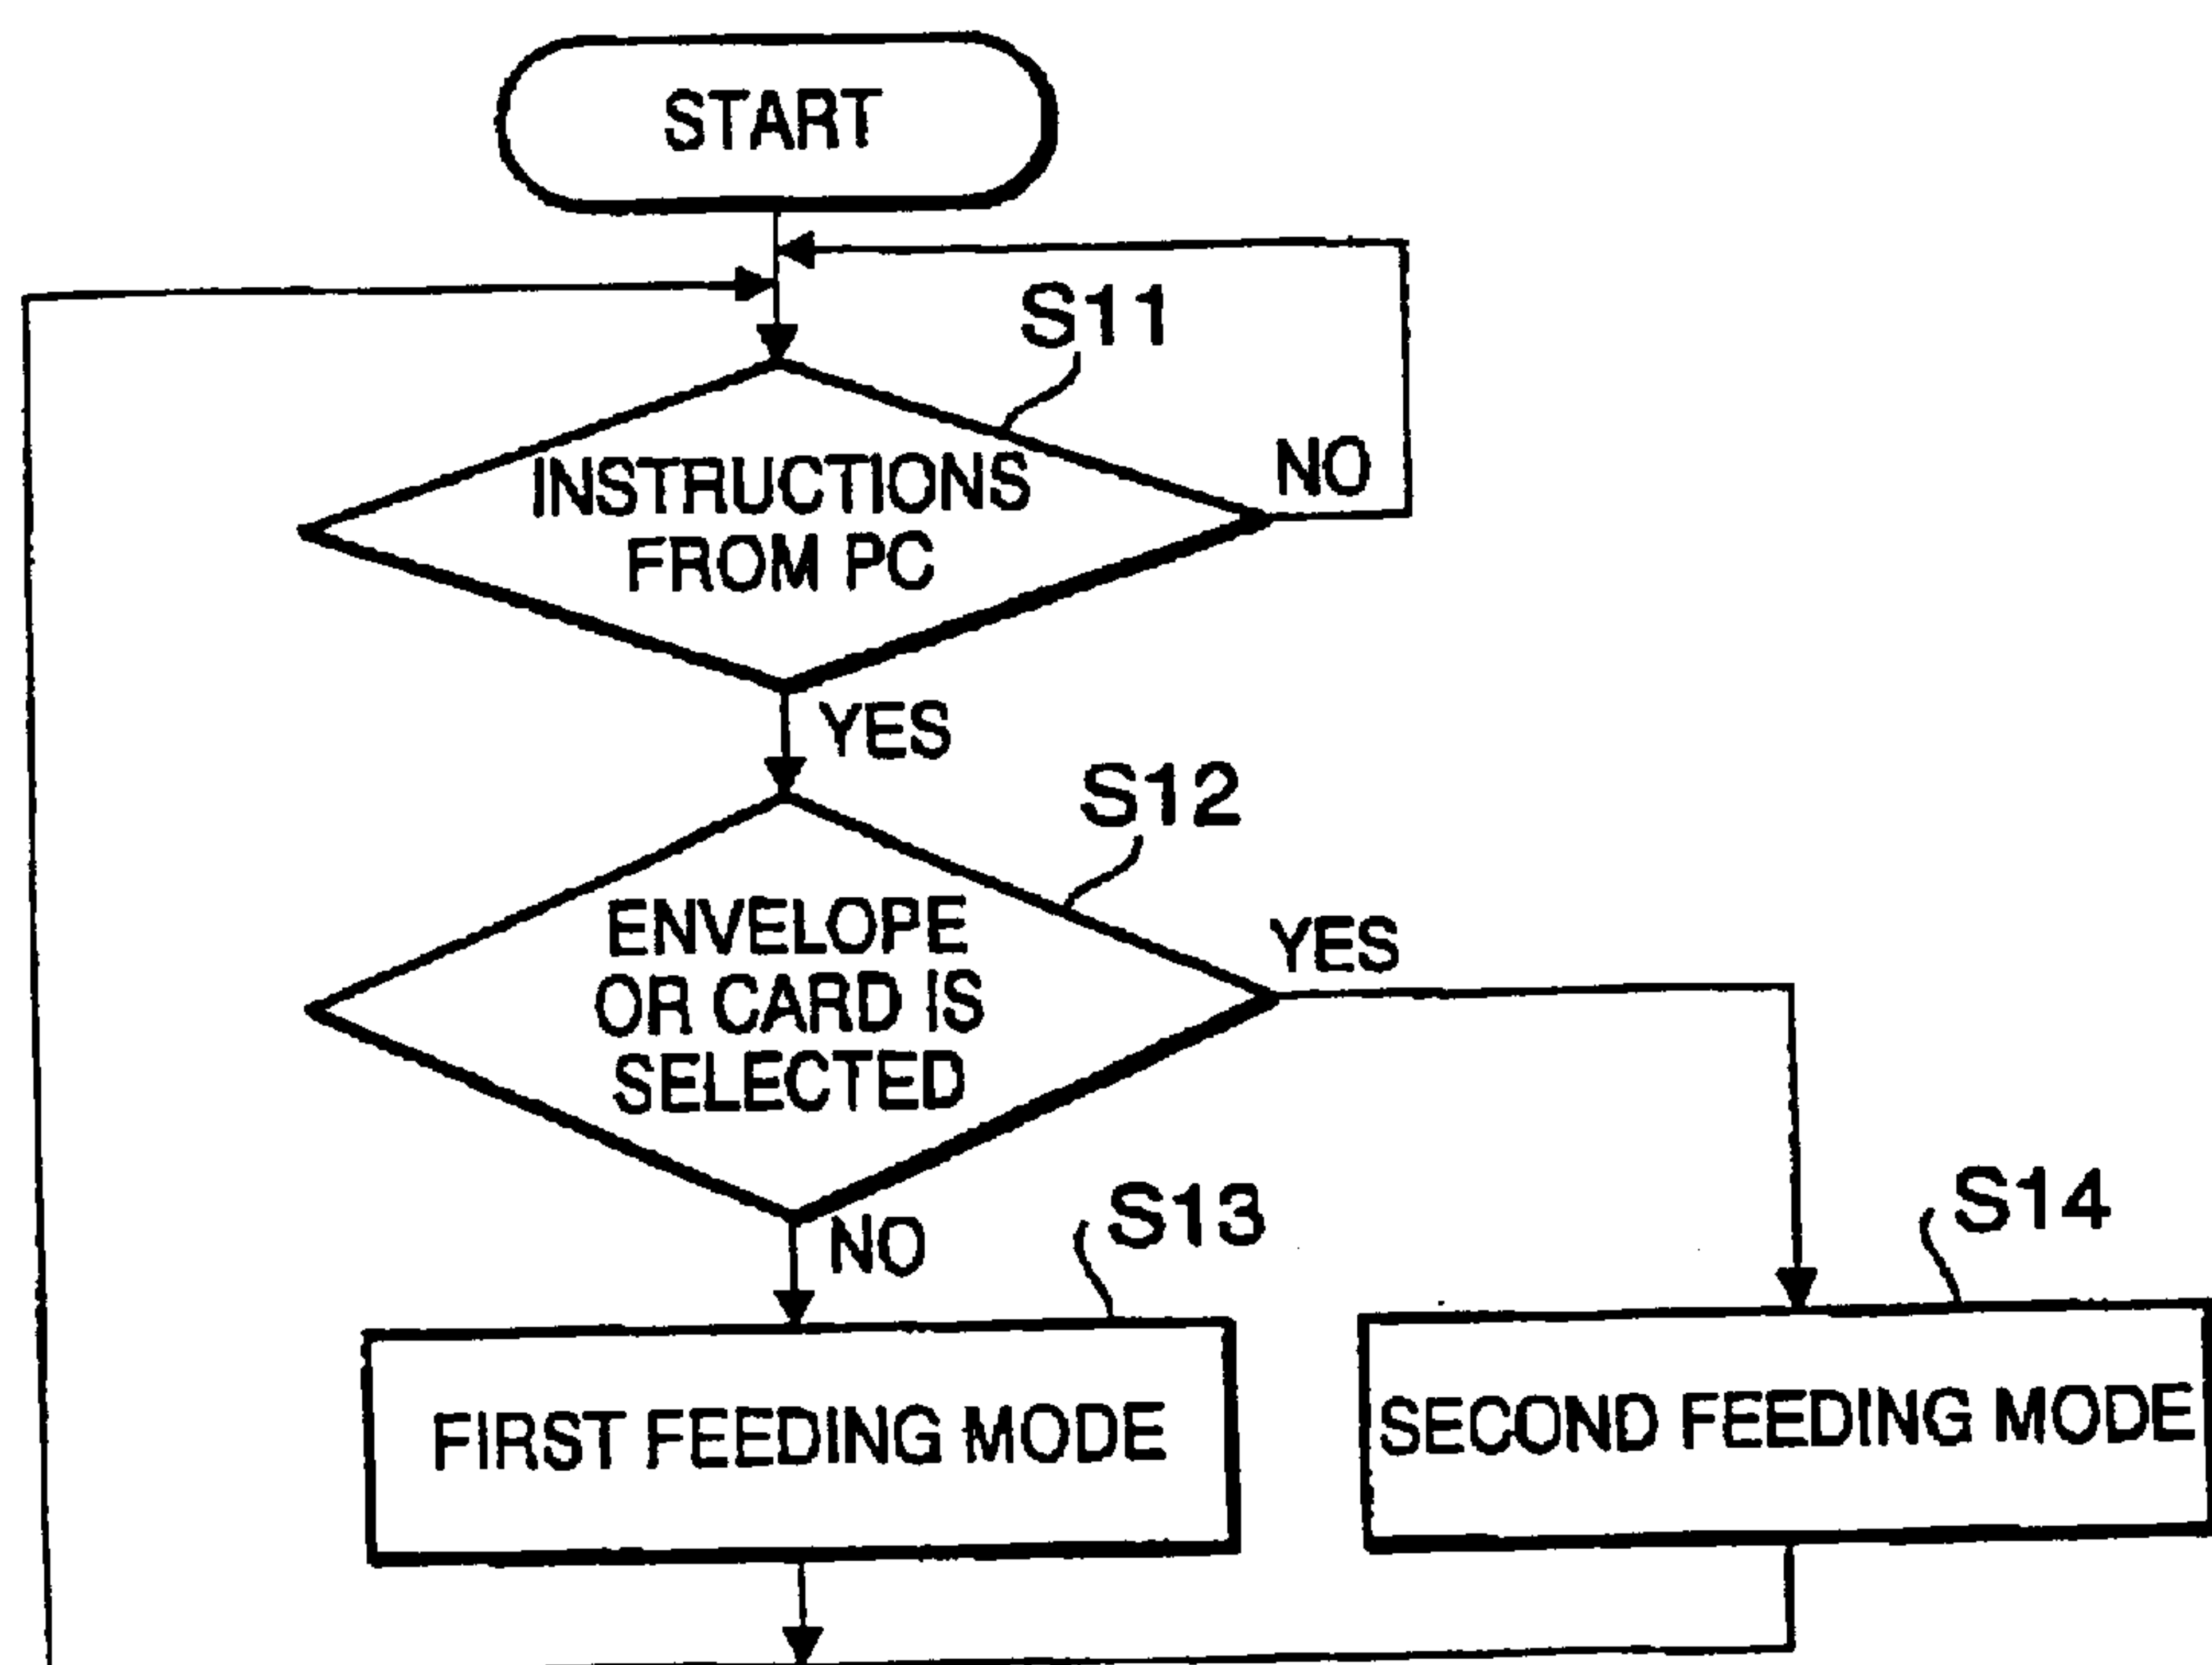 START
S11
INSTRUCTIONS
FROM PC
NO
YES
S12
ENVELOPE
OR CARD IS
SELECTED
YES
NO
S13
S14
FIRST FEEDING MODE
SECOND FEEDING MODE